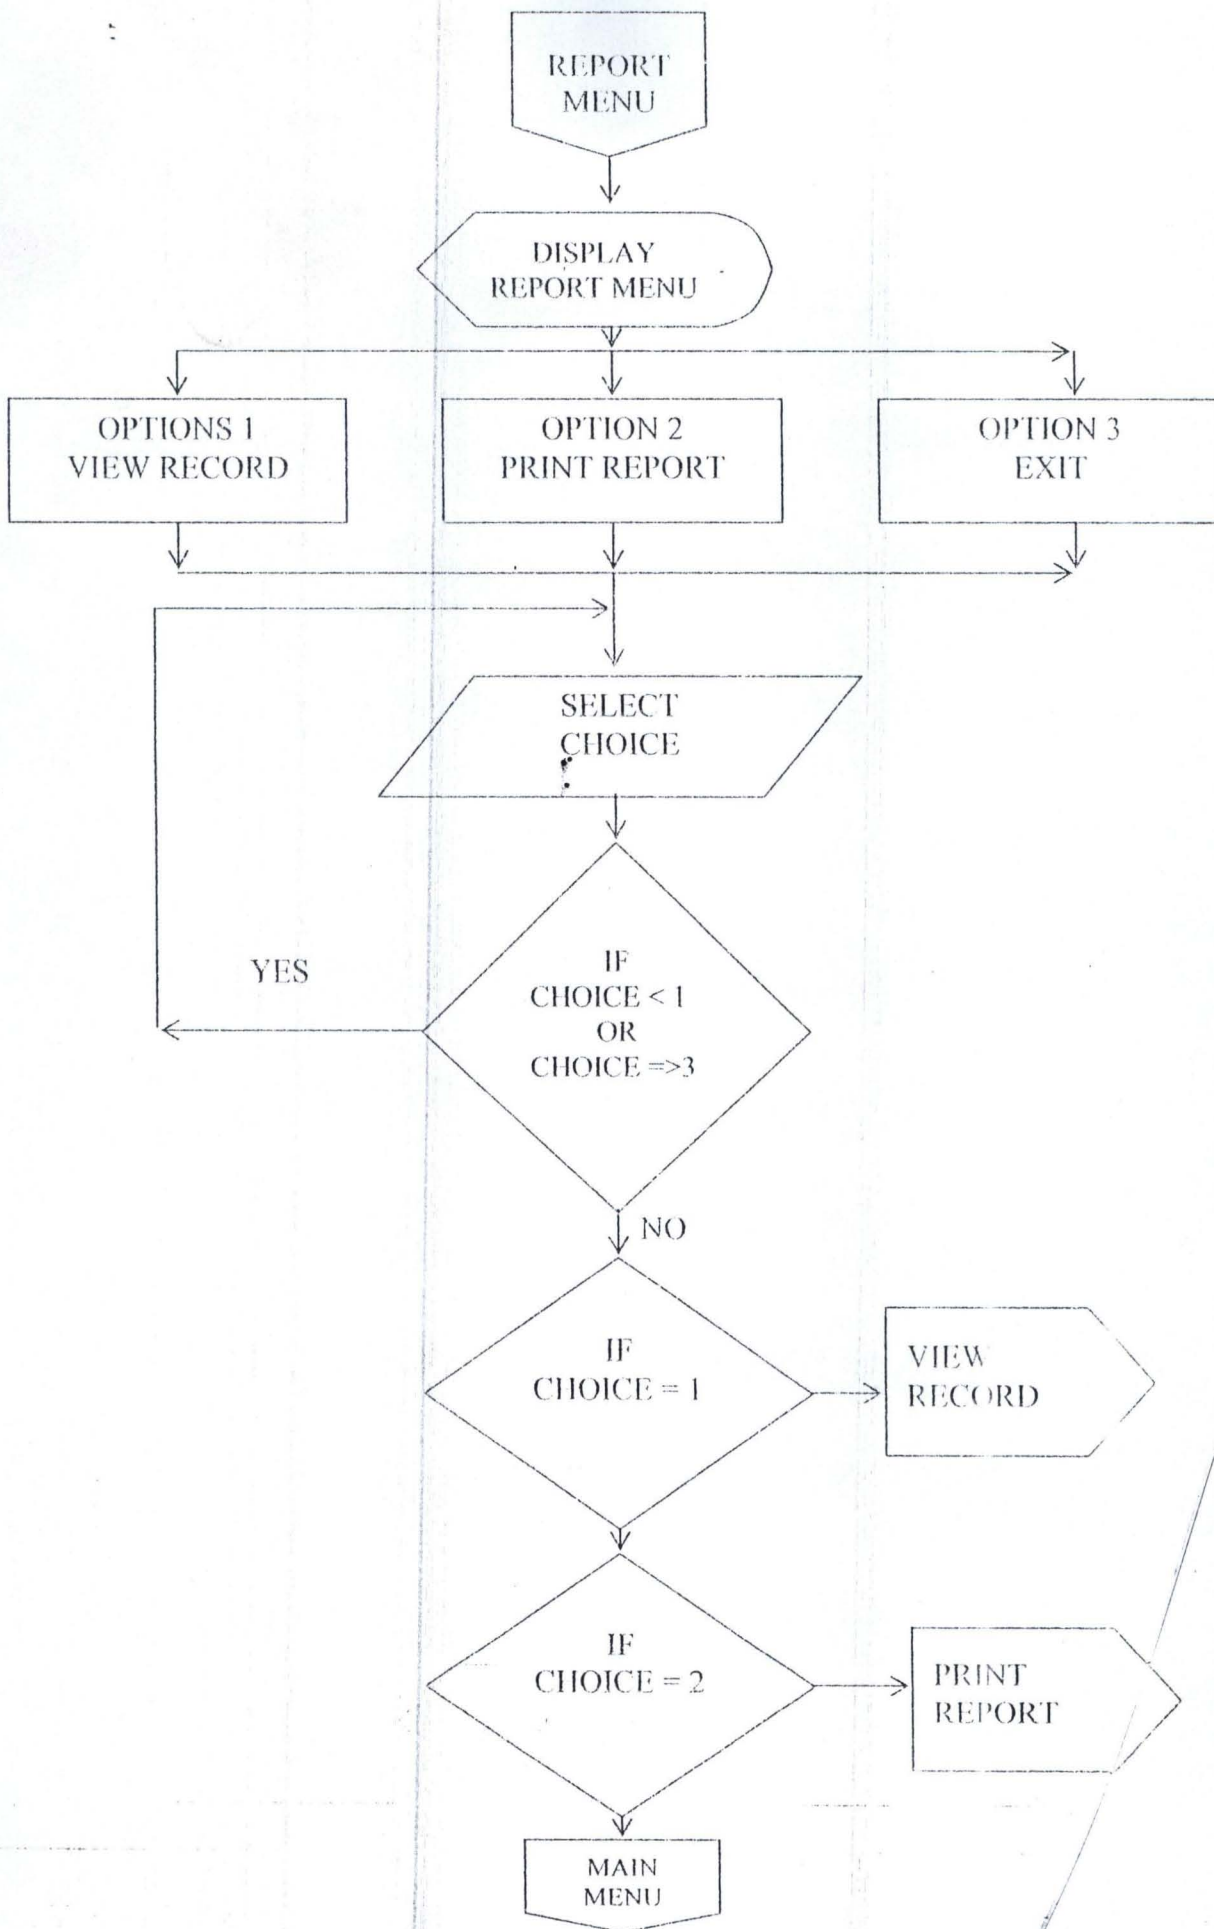 REPORT
MENU
DISPLAY
REPORT MENU
OPTIONS 1
VIEW RECORD
OPTION 2
PRINT REPORT
OPTION 3
EXIT
SELECT
CHOICE
YES
IF
CHOICE < 1
OR
CHOICE =>3
NO
IF
CHOICE = 1
VIEW
RECORD
IF
CHOICE = 2
PRINT
REPORT
MAIN
MENU